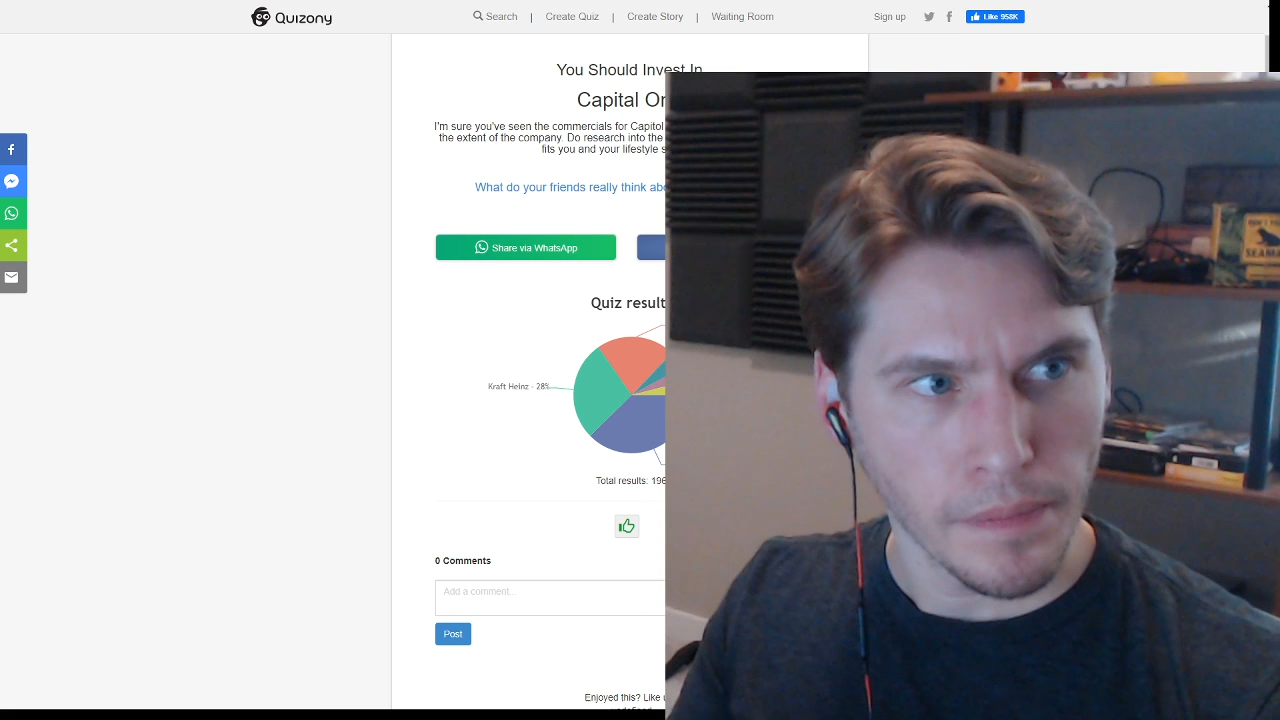 Quizony
Search | Create Quiz | Create Story | Waiting Room
Sign up
Like 958K
You Should Invest In
Capital On
I'm sure you've seen the commercials for Capitol
the extent of the company. Do research into the
fits you and your lifestyle s
What do your friends really think abo
Share via WhatsApp
Quiz result
Kraft Heinz - 28%
Total results: 196
0 Comments
Add a comment...
Post
Enjoyed this? Like u